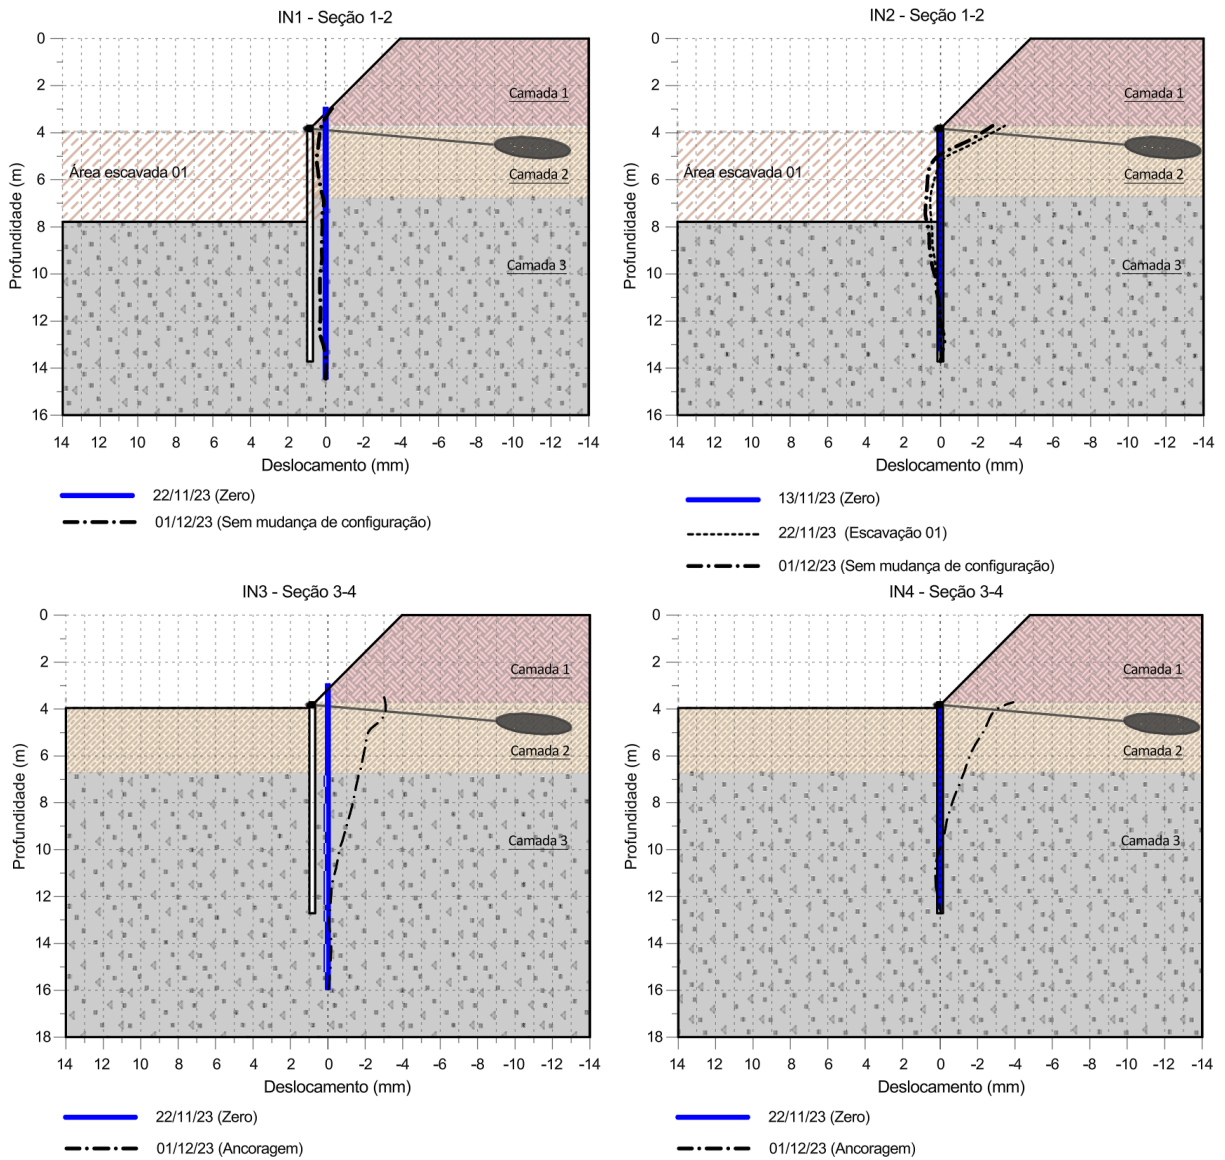 IN1 - Seção 1-2
0
2
4
6
8
10
12
14
16
Profundidade (m)
Camada 1
Camada 2
Camada 3
Área escavada 01
14 12 10 8 6 4 2 0 -2 -4 -6 -8 -10 -12 -14
Deslocamento (mm)
22/11/23 (Zero)
01/12/23 (Sem mudança de configuração)
IN2 - Seção 1-2
0
2
4
6
8
10
12
14
16
Profundidade (m)
Camada 1
Camada 2
Camada 3
Área escavada 01
14 12 10 8 6 4 2 0 -2 -4 -6 -8 -10 -12 -14
Deslocamento (mm)
13/11/23 (Zero)
22/11/23 (Escavação 01)
01/12/23 (Sem mudança de configuração)
IN3 - Seção 3-4
0
2
4
6
8
10
12
14
16
18
Profundidade (m)
Camada 1
Camada 2
Camada 3
14 12 10 8 6 4 2 0 -2 -4 -6 -8 -10 -12 -14
Deslocamento (mm)
22/11/23 (Zero)
01/12/23 (Ancoragem)
IN4 - Seção 3-4
0
2
4
6
8
10
12
14
16
18
Profundidade (m)
Camada 1
Camada 2
Camada 3
14 12 10 8 6 4 2 0 -2 -4 -6 -8 -10 -12 -14
Deslocamento (mm)
22/11/23 (Zero)
01/12/23 (Ancoragem)